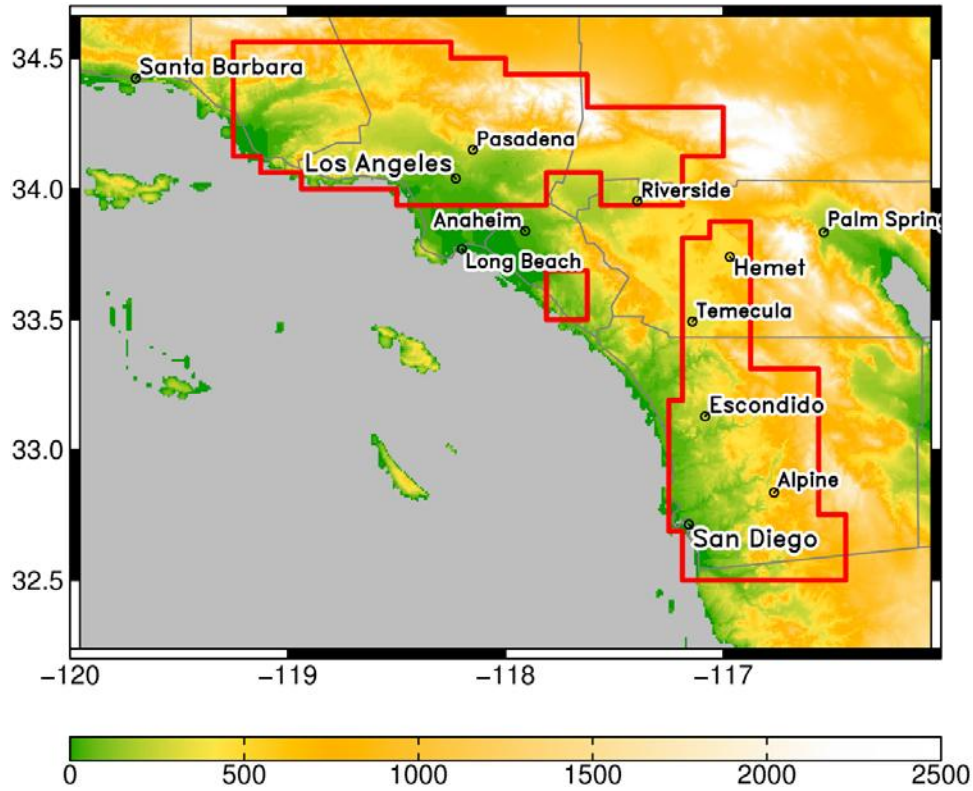 34.5
Santa Barbara
Pasadena
Los Angeles
34.0
Riverside
Anaheim
Palm Spring
Long Beach
Hemet
33.5
Temecula
Escondido
33.0
Alpine
San Diego
32.5
-120 -119 -118 -117
0 500 1000 1500 2000 2500